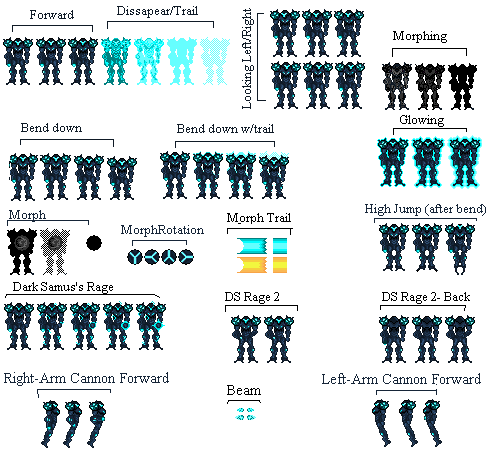 Forward
Dissapear/Trail
Looking Left/Right
Morphing
Bend down
Bend down w/trail
Glowing
Morph
MorphRotation
Morph Trail
High Jump (after bend)
Dark Samus's Rage
DS Rage 2
DS Rage 2- Back
Right-Arm Cannon Forward
Beam
Left-Arm Cannon Forward